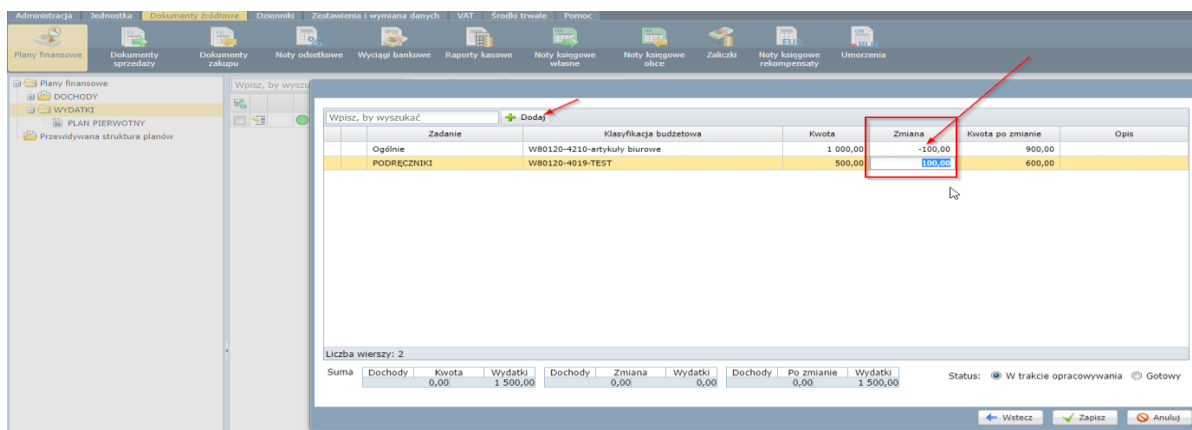 Administracja Jednostka Dokumenty źródłowe Dzienniki Zestawienia i wymiana danych VAT Środki trwałe Pomoc
Plany finansowe Dokumenty sprzedaży Dokumenty zakupu Noty odsetkowe Wyciągi bankowe Raporty kasowe Noty księgowe własne Noty księgowe obce Zaliczki Noty księgowe rekompensaty Umorzenia
Plany finansowe
DOCHODY
WYDATKI
PLAN PIERWOTNY
Przewidywana struktura planów
Wpisz, by wyszu
Wpisz, by wyszukać Dodaj
Zadanie Klasyfikacja budżetowa Kwota Zmiana Kwota po zmianie Opis
Ogólnie W80120-4210-artykuły biurowe 1 000,00 -100,00 900,00
PODRĘCZNIKI W80120-4019-TEST 500,00 100,00 600,00
Liczba wierszy: 2
Suma Dochody Kwota Wydatki Dochody Zmiana Wydatki Dochody Po zmianie Wydatki
0,00 1 500,00 0,00 0,00 0,00 1 500,00
Status: W trakcie opracowywania Gotowy
Wstecz Zapisz Anuluj